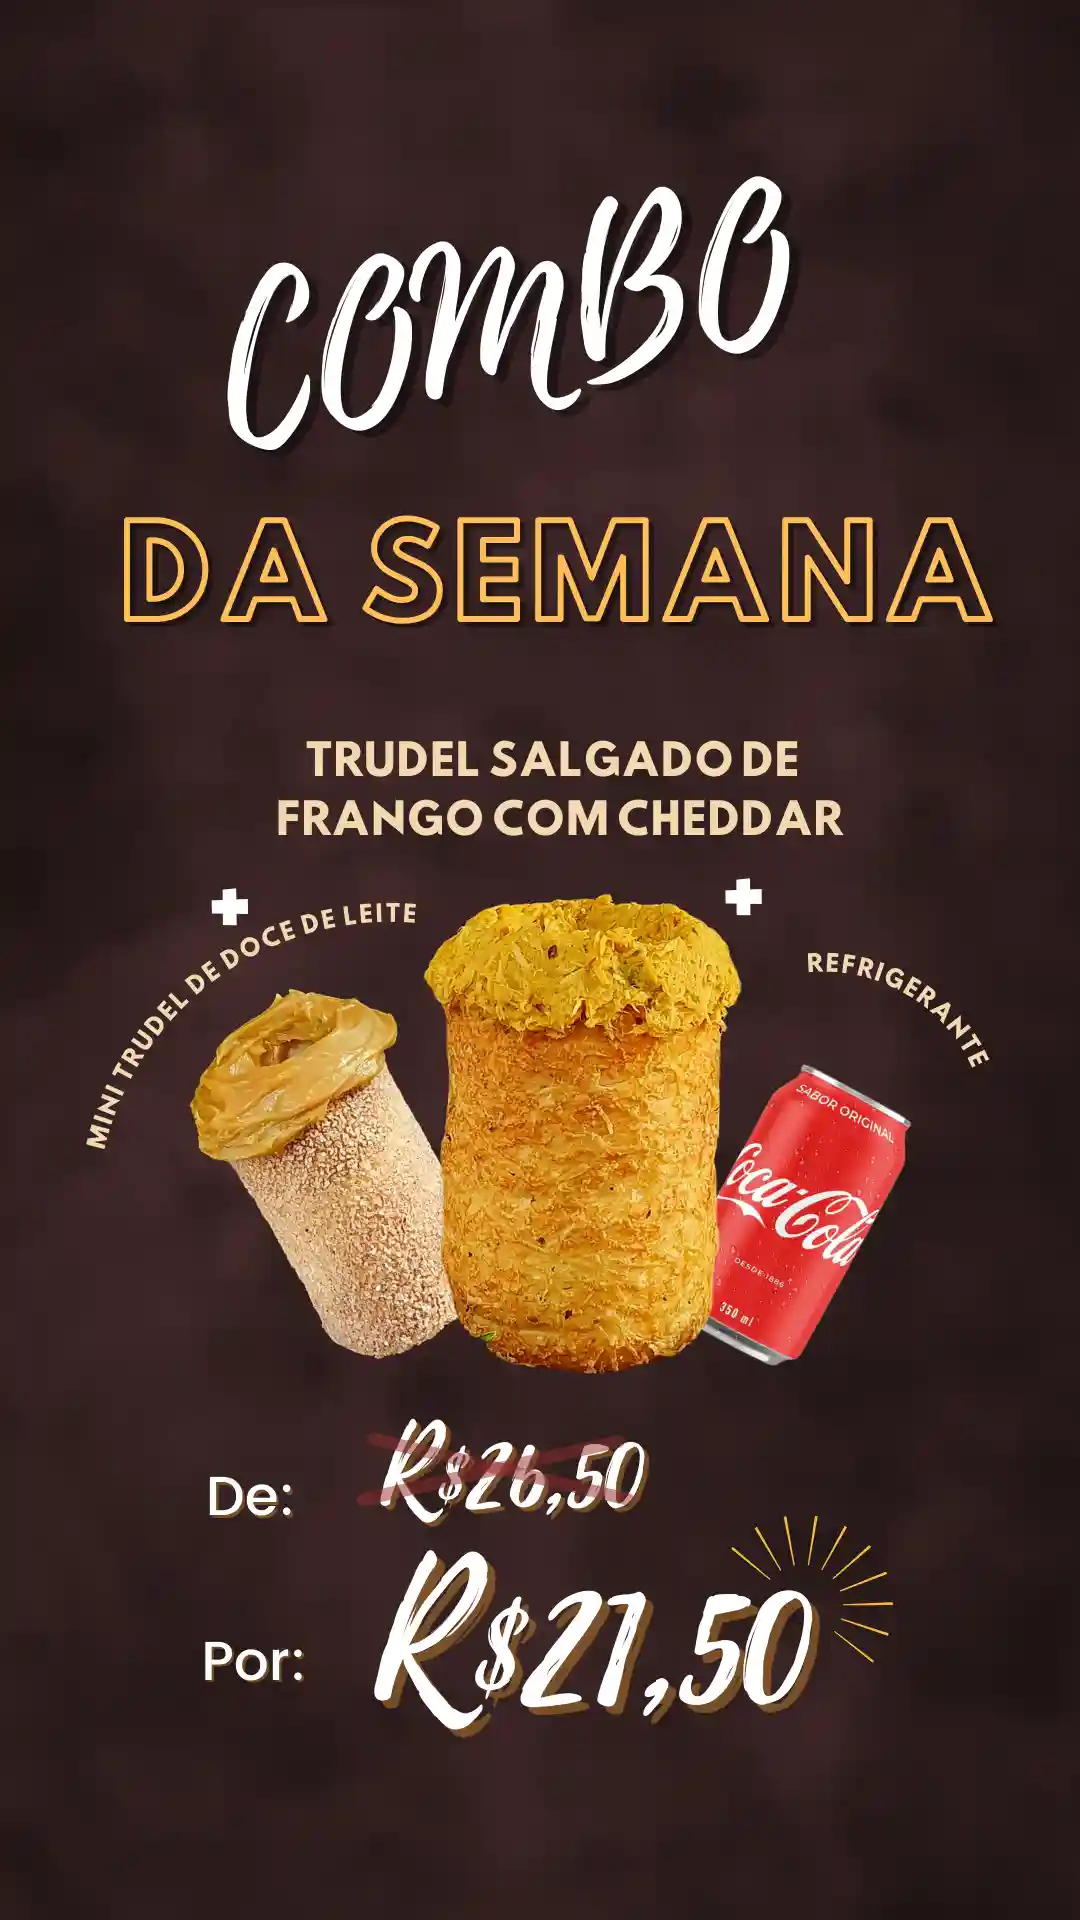 COMBO
DA SEMANA
TRUDEL SALGADO DE
FRANGO COM CHEDDAR
MINI TRUDEL DE DOCE DE LEITE
REFRIGERANTE
SABOR ORIGINAL
Coca-Cola
DESDE 1886
350 ml
De: R$26,50
Por: R$21,50